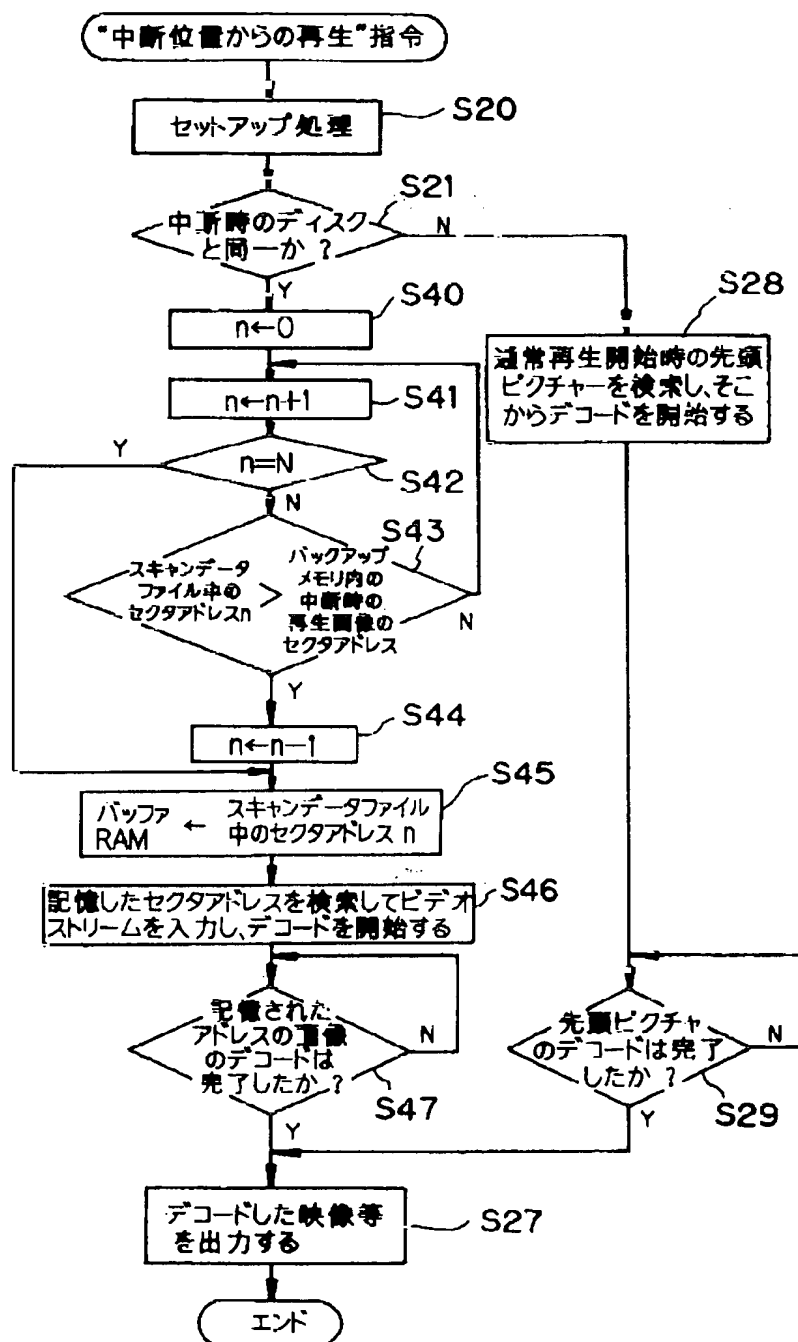 "中断位置からの再生"指令
セットアップ処理
S20
中断時のディスク
と同一か?
S21
N
Y
n←0
S40
n←n+1
S41
n=N
S42
Y
N
スキャンデータ
ファイル中の
セクタアドレスn
>
バックアップ
メモリ内の
中断時の
再生画像の
セクタアドレス
S43
N
Y
n←n-1
S44
バッファ
RAM
←
スキャンデータファイル
中のセクタアドレス n
S45
記憶したセクタアドレスを検索してビデオ
ストリームを入力し、デコードを開始する
S46
記憶された
アドレスの画像
のデコードは
完了したか?
S47
N
Y
通常再生開始時の先頭
ピクチャーを検索し、そこ
からデコードを開始する
S28
先頭ピクチャ
のデコードは完了
したか?
S29
N
Y
デコードした映像等
を出力する
S27
エンド